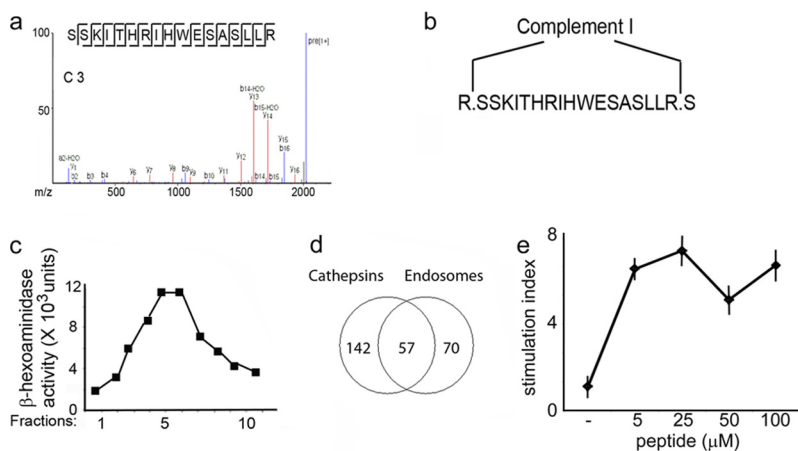 a
SSKITHRIHWESASLLR
100
pre[1+]
C 3
b14-H2O
y13
b15-H2O
y14
50
y15
b16
y12
y1
b2
b3
b4
y6
y7
y8
b9
y9
b10
y11
b14
b15
y16
m/z
500
1000
1500
2000
b
Complement I
R.SSKITHRIHWESASLLR.S
c
β-hexoaminidase
activity (X 10³units)
12
8
4
0
Fractions:
1
5
10
d
Cathepsins
Endosomes
142
57
70
e
stimulation index
8
4
0
-
5
25
50
100
peptide (μM)